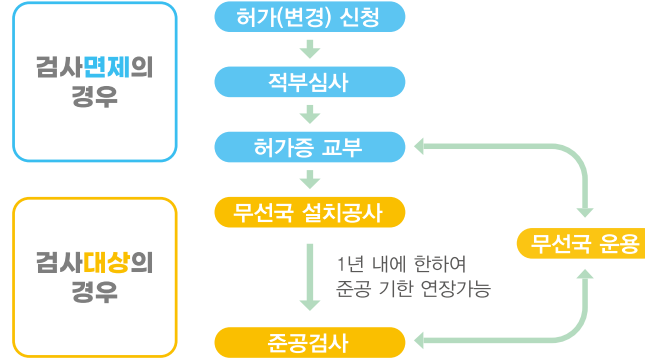 검사면제의
경우
허가(변경) 신청
적부심사
허가증 교부
검사대상의
경우
무선국 설치공사
1년 내에 한하여
준공 기한 연장가능
준공검사
무선국 운용